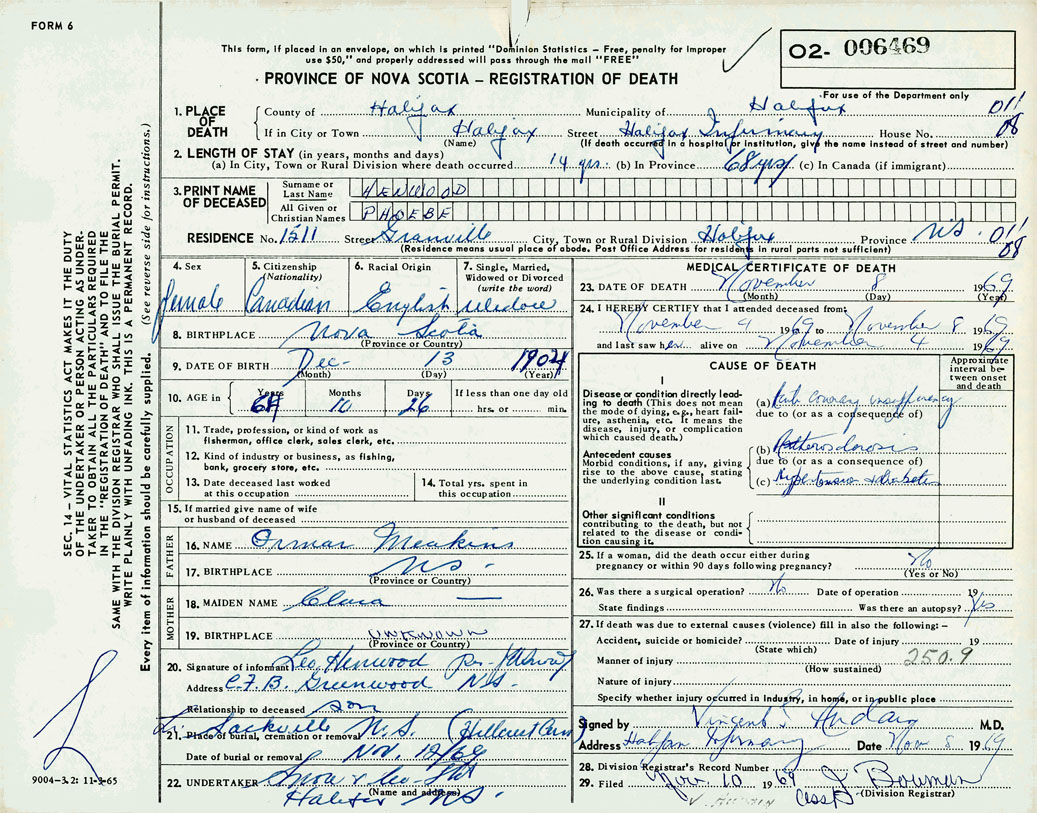 FORM 6
This form, if placed in an envelope, on which is printed "Dominion Statistics – Free, penalty for improper
use $50," and properly addressed will pass through the mail "FREE"
PROVINCE OF NOVA SCOTIA – REGISTRATION OF DEATH
O2- 006469
For use of the Department only
1. PLACE OF DEATH
County of Halifax Municipality of Halifax 011
If in City or Town Halifax Street Halifax Infirmary House No. 08
(Name) (If death occurred in a hospital or institution, give the name instead of street and number)
2. LENGTH OF STAY (in years, months and days)
(a) In City, Town or Rural Division where death occurred 14 yrs. (b) In Province 68 yrs (c) In Canada (if immigrant)
3. PRINT NAME OF DECEASED
Surname or Last Name HENWOOD
All Given or Christian Names PHOEBE
RESIDENCE No. 1511 Street Granville City, Town or Rural Division Halifax Province N.S. 011
(Residence means usual place of abode. Post Office Address for residents in rural parts not sufficient) 08
4. Sex
female
5. Citizenship (Nationality)
Canadian
6. Racial Origin
English
7. Single, Married, Widowed or Divorced (write the word)
Widow
8. BIRTHPLACE Nova Scotia
(Province or Country)
9. DATE OF BIRTH Dec- 13 1904
(Month) (Day) (Year)
10. AGE in
Years Months Days If less than one day old
64 10 26 hrs. or min.
OCCUPATION
11. Trade, profession, or kind of work as
fisherman, office clerk, sales clerk, etc.
12. Kind of industry or business, as fishing,
bank, grocery store, etc.
13. Date deceased last worked
at this occupation
14. Total yrs. spent in
this occupation
15. If married give name of wife
or husband of deceased
FATHER
16. NAME Ormar Meakins
17. BIRTHPLACE N.S.
(Province or Country)
MOTHER
18. MAIDEN NAME Clara —
19. BIRTHPLACE UNKNOWN
(Province or Country)
20. Signature of informant Leo Henwood Per
Address C.F.B. Greenwood N.S.
Relationship to deceased son
Sackville N.S. (Hillcrest Cem)
21. Place of burial, cremation or removal
Date of burial or removal Nov. 12/69
22. UNDERTAKER Snow & Co Ltd
(Name and address)
Halifax N.S.
MEDICAL CERTIFICATE OF DEATH
23. DATE OF DEATH November 8 1969
(Month) (Day) (Year)
24. I HEREBY CERTIFY that I attended deceased from:
November 9 1969 to November 8 1969
and last saw her alive on November 4 1969
CAUSE OF DEATH
Approximate interval between onset and death
I
Disease or condition directly leading to death (This does not mean
the mode of dying, e.g., heart failure, asthenia, etc. It means the
disease, injury, or complication
which caused death.)
(a) coronary insufficiency
due to (or as a consequence of)
Antecedent causes
Morbid conditions, if any, giving
rise to the above cause, stating
the underlying condition last.
(b) Atherosclerosis
due to (or as a consequence of)
(c) Hypertension & diabetes
II
Other significant conditions
contributing to the death, but not
related to the disease or condition causing it.
25. If a woman, did the death occur either during
pregnancy or within 90 days following pregnancy? No
(Yes or No)
26. Was there a surgical operation? No Date of operation 19
State findings Was there an autopsy? Yes
27. If death was due to external causes (violence) fill in also the following:–
Accident, suicide or homicide? Date of injury 19
(State which)
Manner of injury 250.9
(How sustained)
Nature of injury
Specify whether injury occurred in Industry, in home, or in public place
Signed by Vincent M.D.
Address Halifax Infirmary Date Nov 8 1969
28. Division Registrar's Record Number
29. Filed Nov. 10 1969 J Bowman
(Division Registrar)
SEC. 14 – VITAL STATISTICS ACT MAKES IT THE DUTY
OF THE UNDERTAKER OR PERSON ACTING AS UNDER-
TAKER TO OBTAIN ALL THE PARTICULARS REQUIRED
IN THE "REGISTRATION OF DEATH" AND TO FILE THE
SAME WITH THE DIVISION REGISTRAR WHO SHALL ISSUE THE BURIAL PERMIT.
WRITE PLAINLY WITH UNFADING INK. THIS IS A PERMANENT RECORD.
Every item of information should be carefully supplied. (See reverse side for instructions.)
9004-3.2: 11-3-65